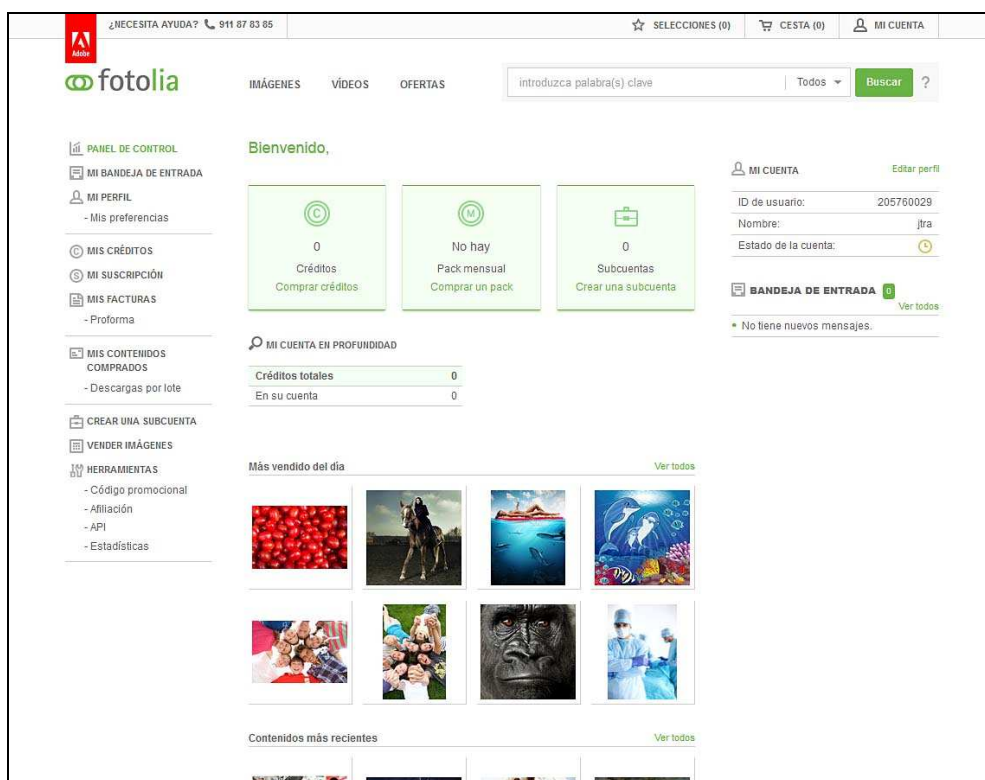 ¿NECESITA AYUDA? 911 87 83 85
SELECCIONES (0)
CESTA (0)
MI CUENTA
Adobe
fotolia
IMÁGENES
VÍDEOS
OFERTAS
introduzca palabra(s) clave
Todos
Buscar
?
PANEL DE CONTROL
MI BANDEJA DE ENTRADA
MI PERFIL
- Mis preferencias
C MIS CRÉDITOS
S MI SUSCRIPCIÓN
MIS FACTURAS
- Proforma
MIS CONTENIDOS
COMPRADOS
- Descargas por lote
CREAR UNA SUBCUENTA
VENDER IMÁGENES
HERRAMIENTAS
- Código promocional
- Afiliación
- API
- Estadísticas
Bienvenido,
C
0
Créditos
Comprar créditos
M
No hay
Pack mensual
Comprar un pack
0
Subcuentas
Crear una subcuenta
MI CUENTA EN PROFUNDIDAD
Créditos totales 0
En su cuenta 0
Más vendido del día Ver todos
Contenidos más recientes Ver todos
MI CUENTA Editar perfil
ID de usuario: 205760029
Nombre: jtra
Estado de la cuenta:
BANDEJA DE ENTRADA 0
Ver todos
• No tiene nuevos mensajes.